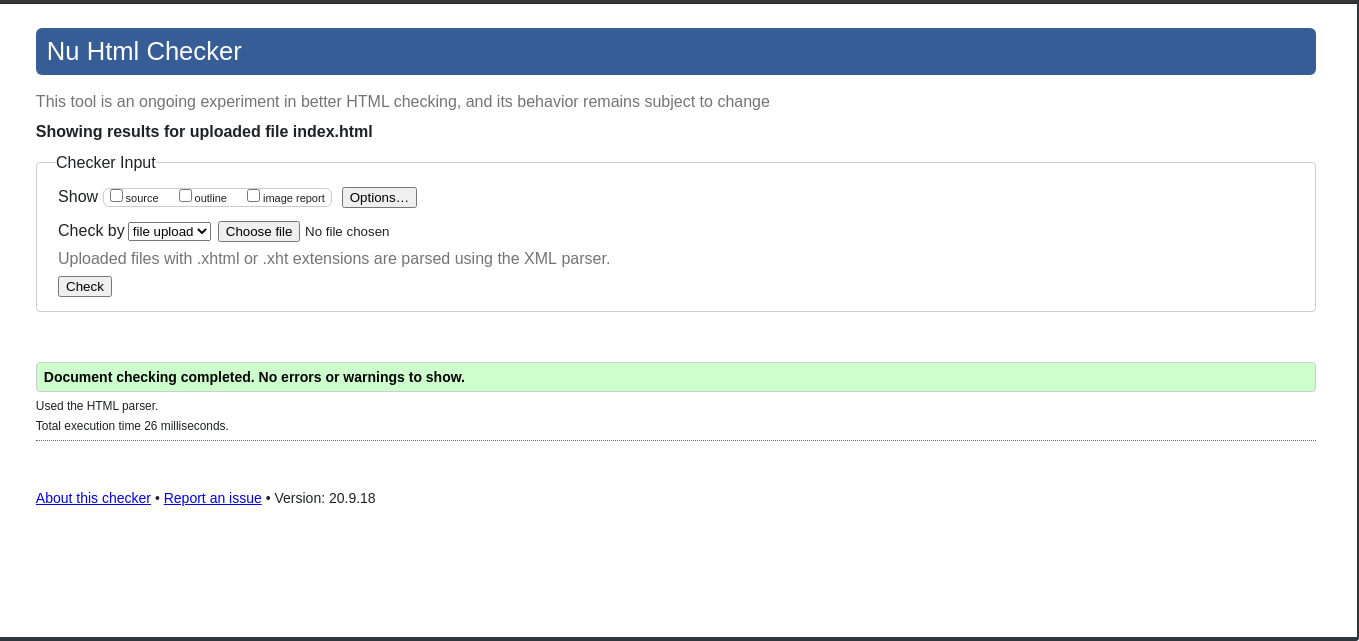 Nu Html Checker
This tool is an ongoing experiment in better HTML checking, and its behavior remains subject to change
Showing results for uploaded file index.html
Checker Input
Show source outline image report Options…
Check by file upload Choose file No file chosen
Uploaded files with .xhtml or .xht extensions are parsed using the XML parser.
Check
Document checking completed. No errors or warnings to show.
Used the HTML parser.
Total execution time 26 milliseconds.
About this checker • Report an issue • Version: 20.9.18